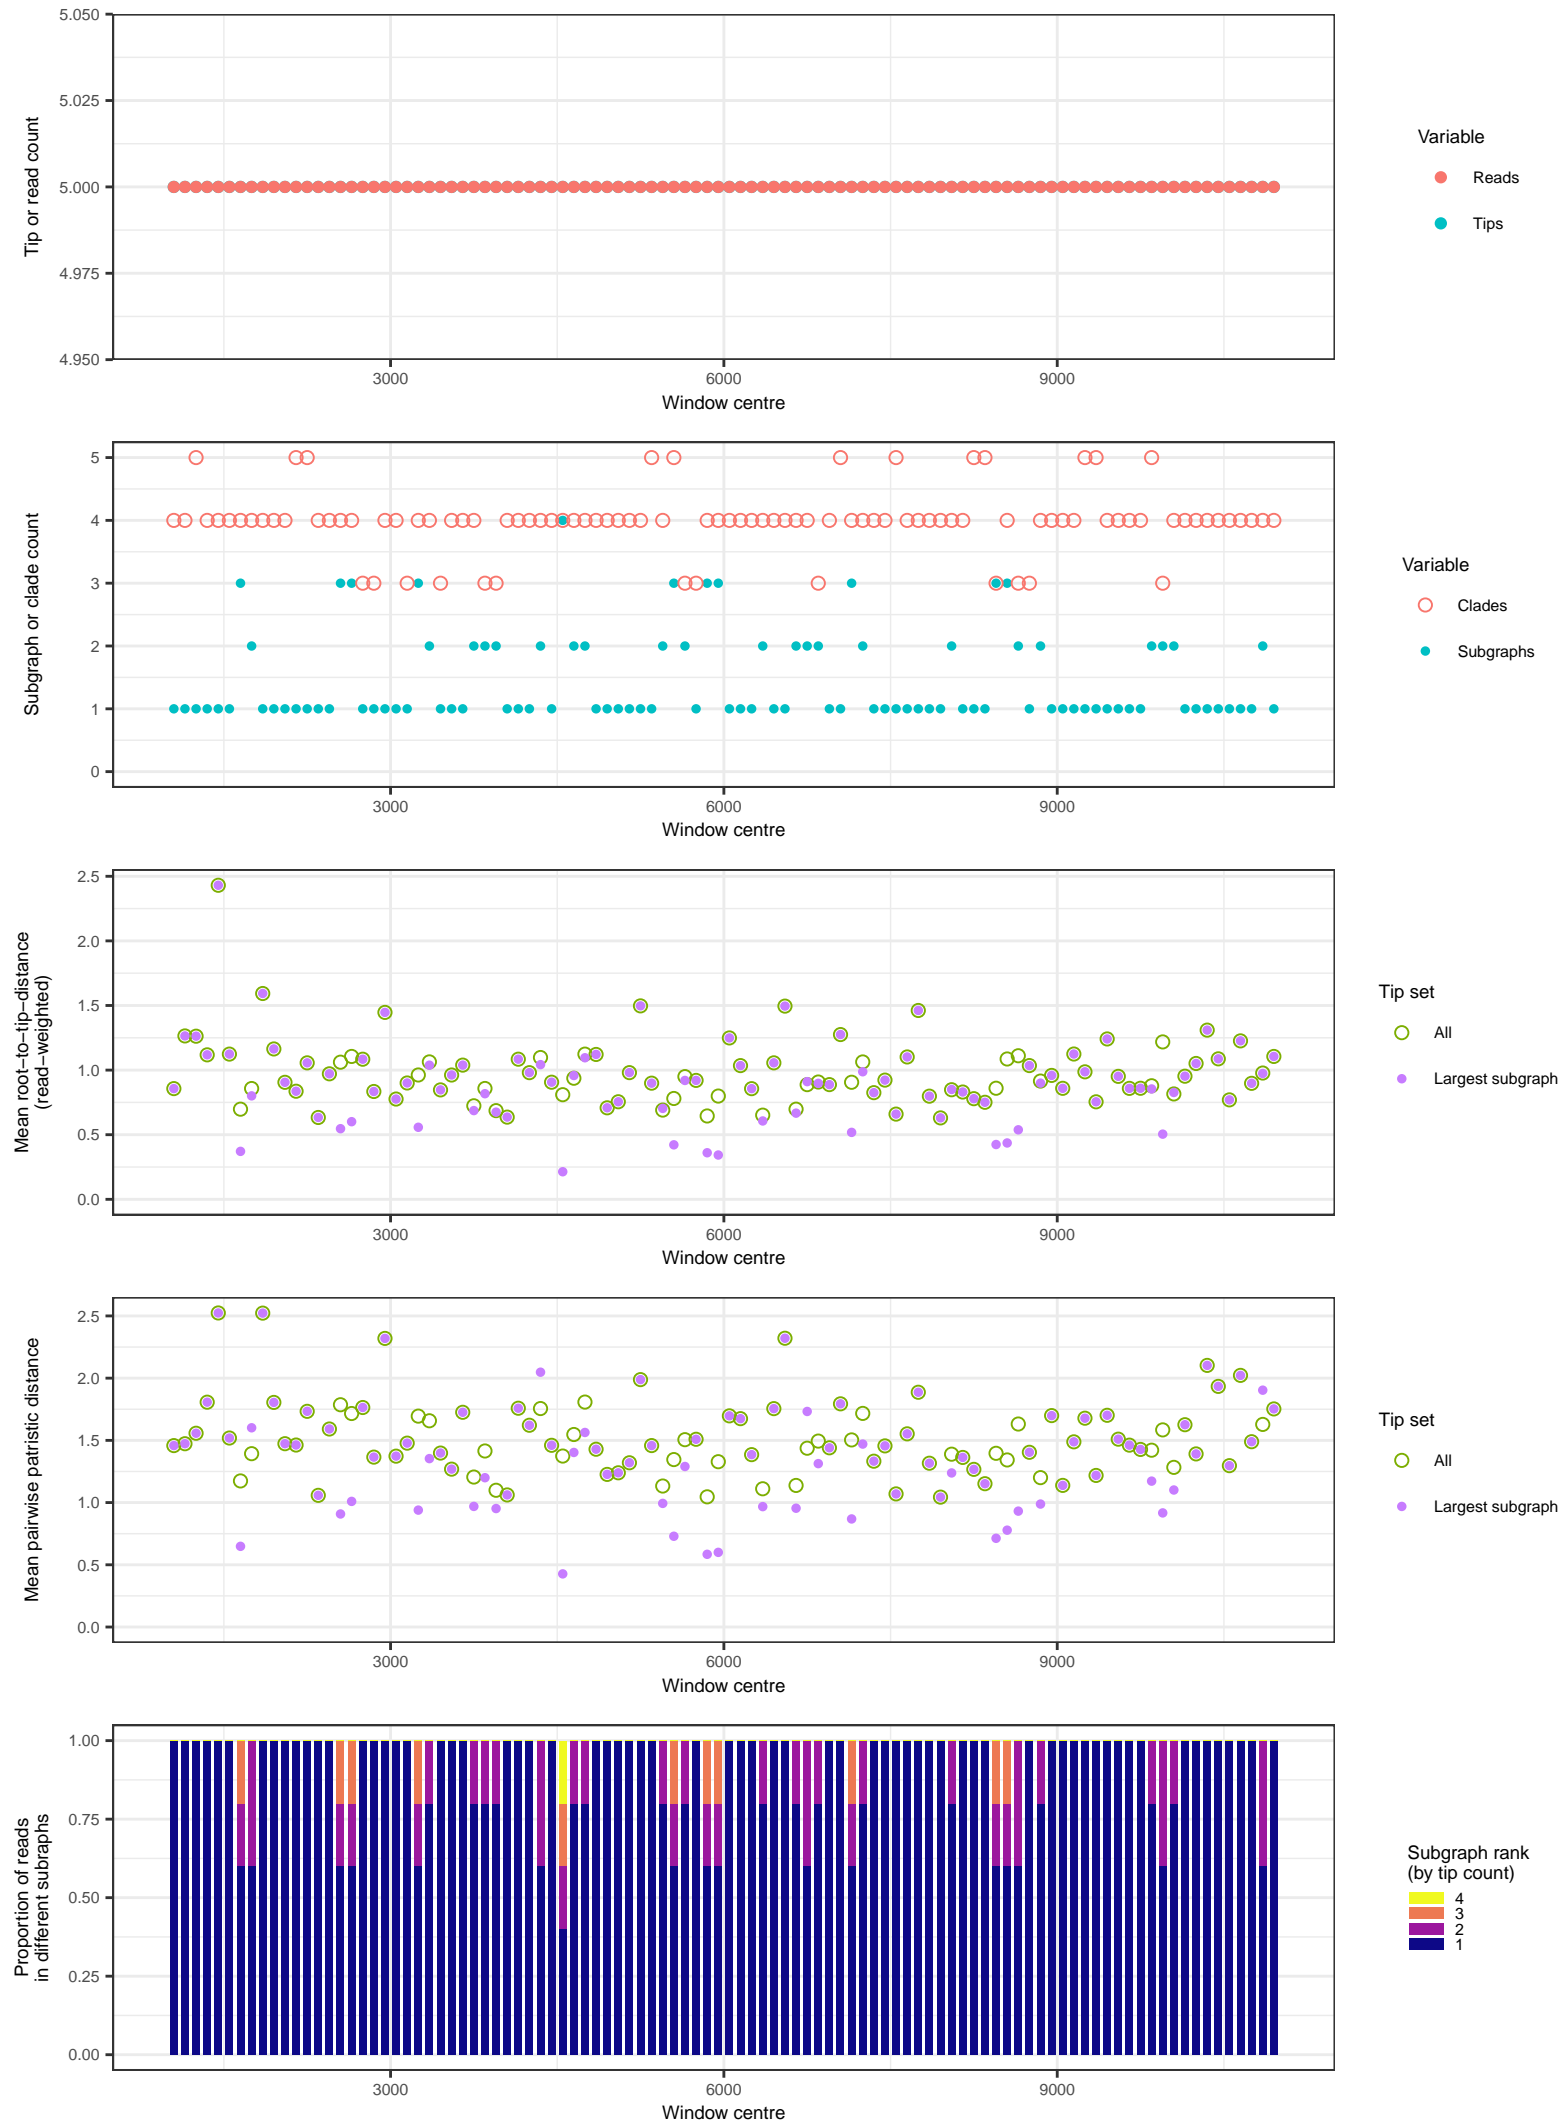 5.050
5.025
5.000
4.975
4.950
Tip or read count
3000
6000
9000
Window centre
Variable
Reads
Tips
5
4
3
2
1
0
Subgraph or clade count
3000
6000
9000
Window centre
Variable
Clades
Subgraphs
2.5
2.0
1.5
1.0
0.5
0.0
Mean root−to−tip−distance
(read−weighted)
3000
6000
9000
Window centre
Tip set
All
Largest subgraph
2.5
2.0
1.5
1.0
0.5
0.0
Mean pairwise patristic distance
3000
6000
9000
Window centre
Tip set
All
Largest subgraph
1.00
0.75
0.50
0.25
0.00
Proportion of reads
in different subraphs
3000
6000
9000
Window centre
Subgraph rank
(by tip count)
4
3
2
1